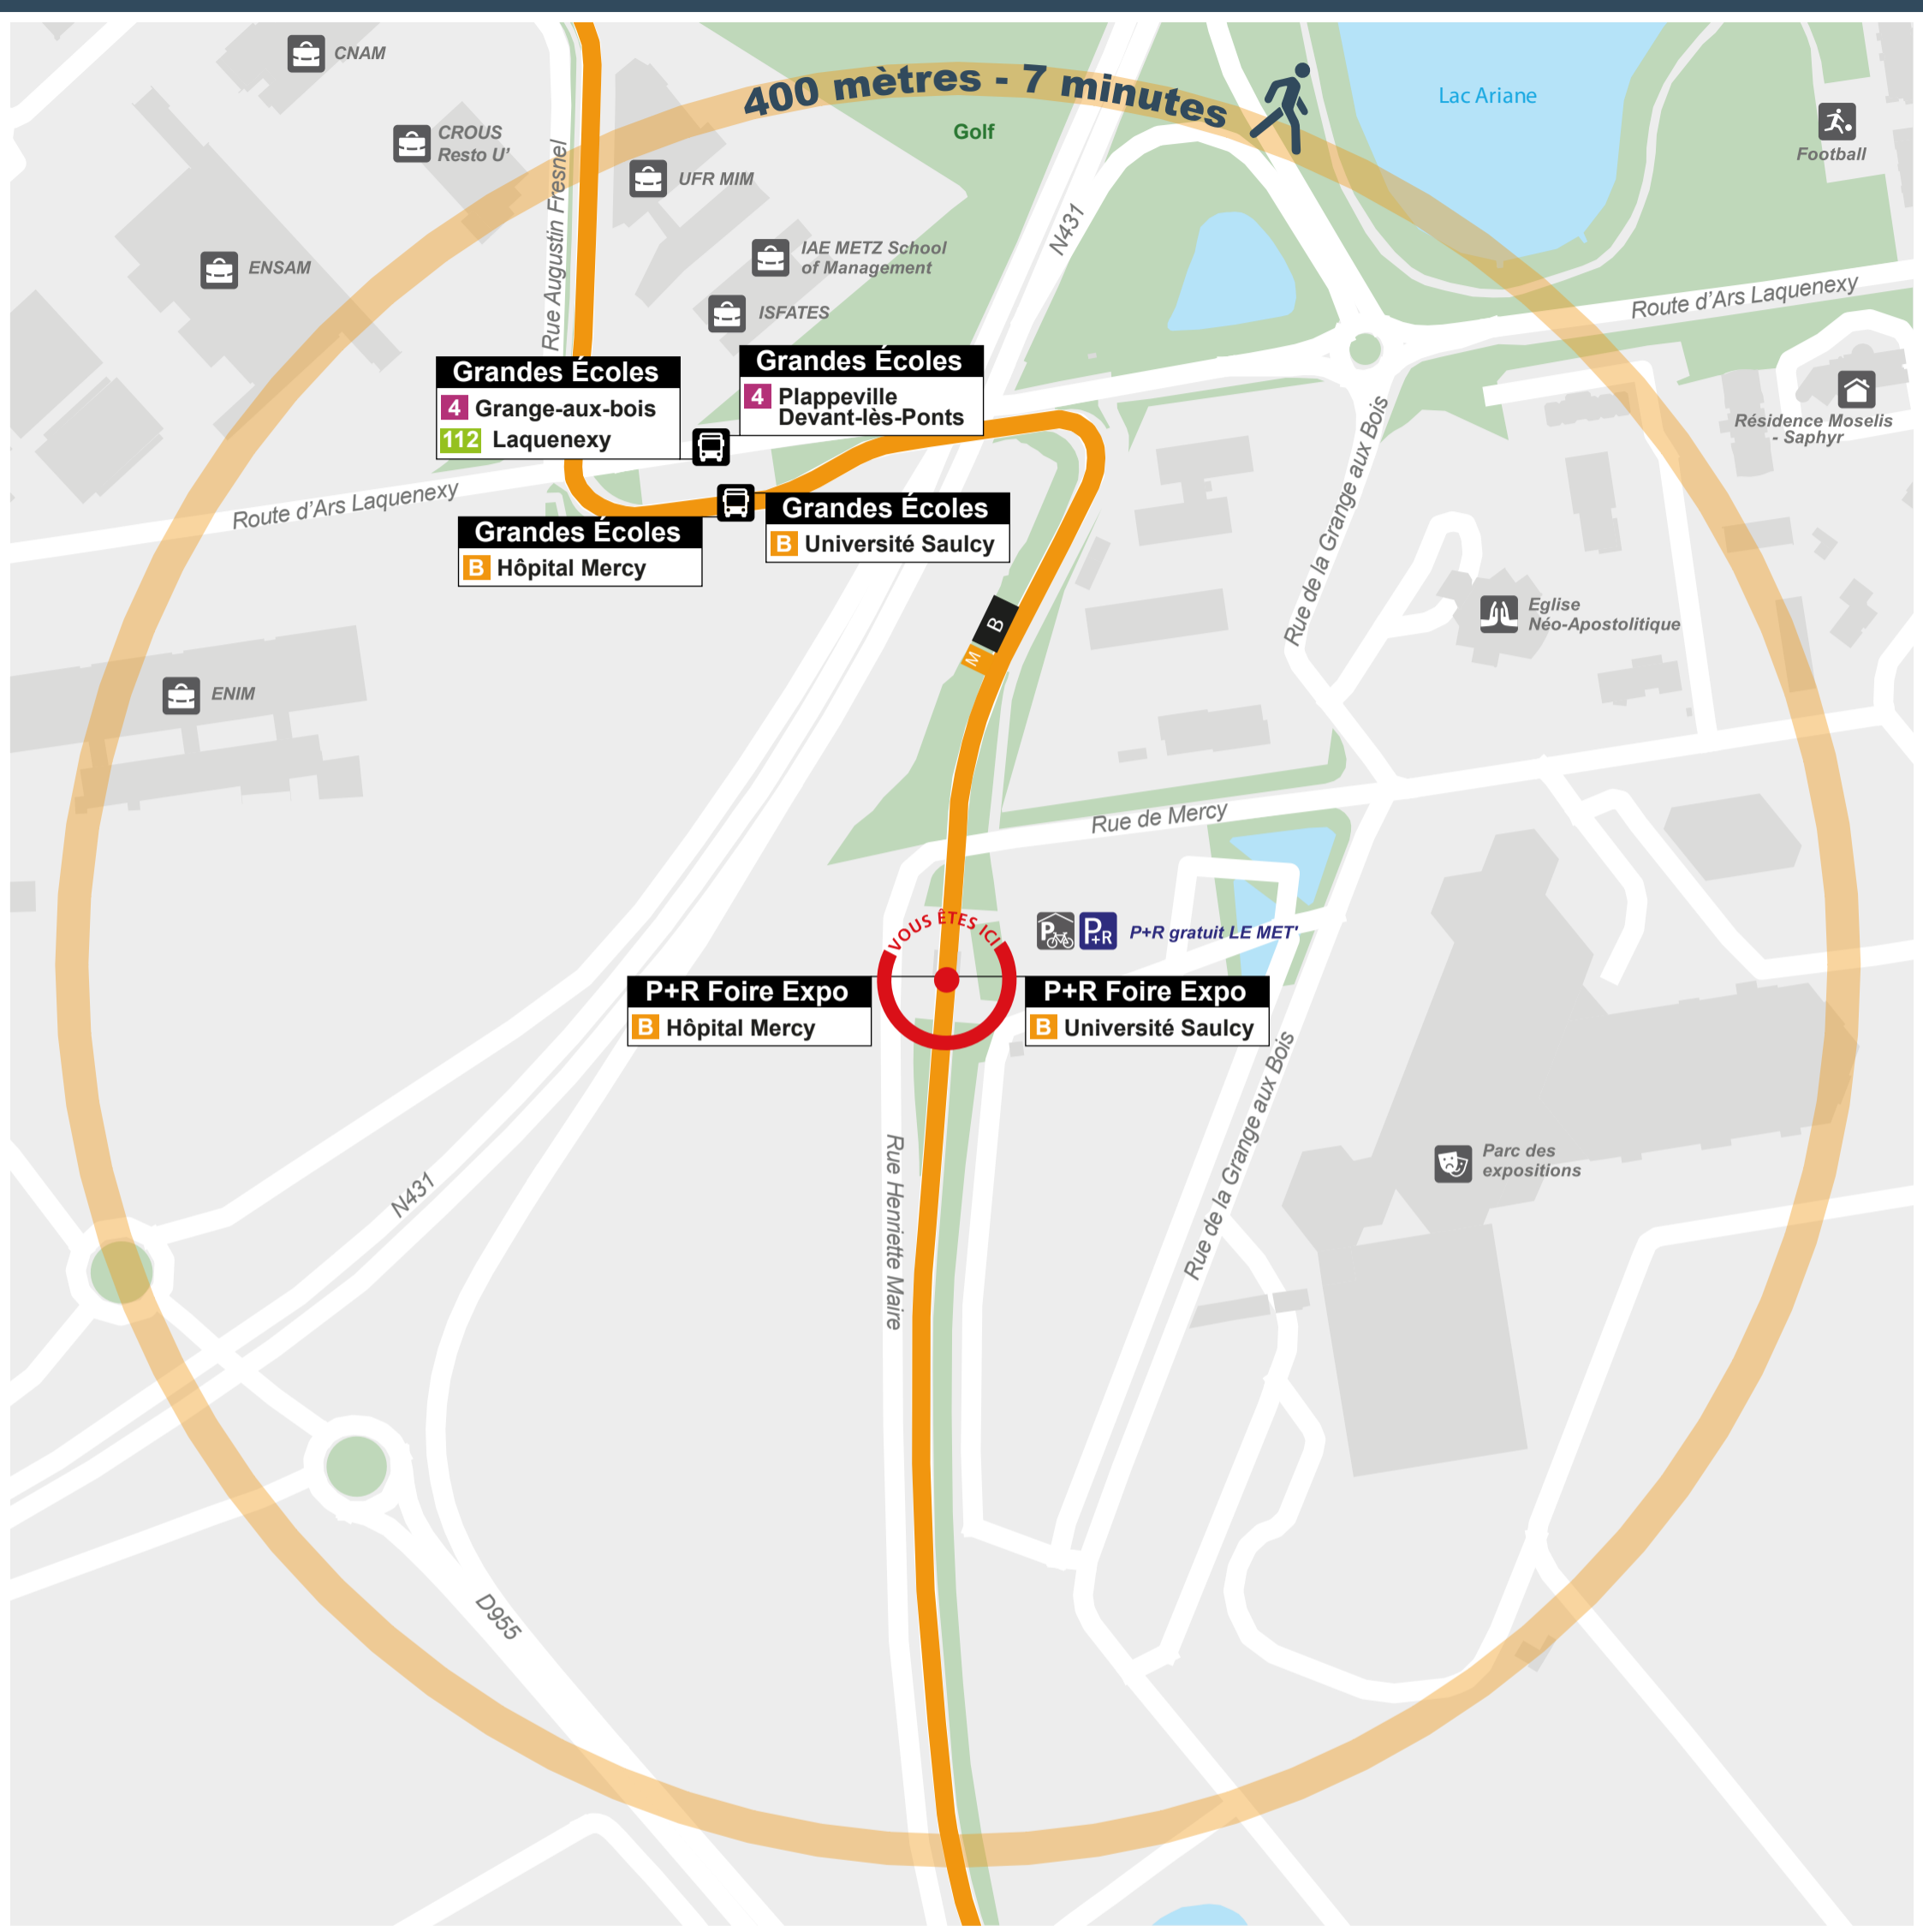 CNAM
CROUS
Resto U'
ENSAM
Rue Augustin Fresnel
UFR MIM
IAE METZ School
of Management
ISFATES
400 mètres - 7 minutes
Golf
N431
Lac Ariane
Football
Route d'Ars Laquenexy
Résidence Moselis
- Saphyr
Grandes Écoles
4 Grange-aux-bois
112 Laquenexy
Grandes Écoles
4 Plappeville
Devant-lès-Ponts
Route d'Ars Laquenexy
Grandes Écoles
B Hôpital Mercy
Grandes Écoles
B Université Saulcy
Rue de la Grange aux Bois
Eglise
Néo-Apostolitique
B
M
ENIM
Rue de Mercy
VOUS ÊTES ICI
P
P+R
P+R gratuit LE MET'
P+R Foire Expo
B Hôpital Mercy
P+R Foire Expo
B Université Saulcy
Rue Henriette Maire
Rue de la Grange aux Bois
Parc des
expositions
N431
D955